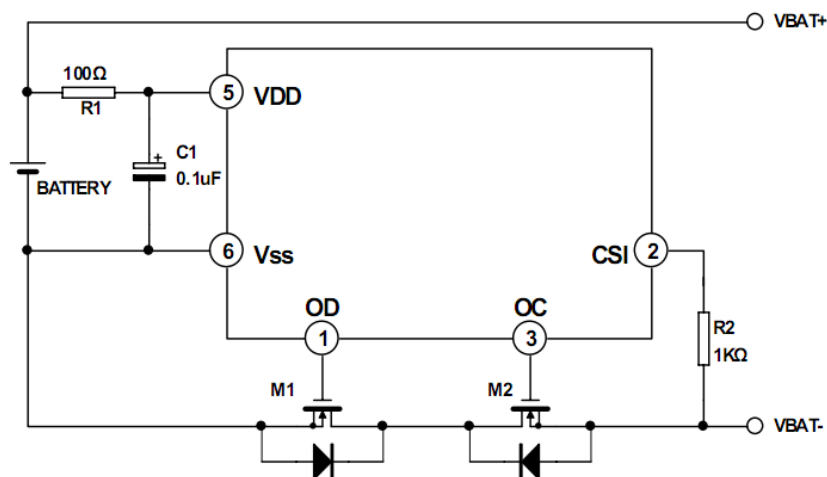 VBAT+
100Ω
R1
5
VDD
C1
+
0.1uF
BATTERY
6
Vss
CSI
2
OD
OC
1
3
R2
1KΩ
M1
M2
VBAT-